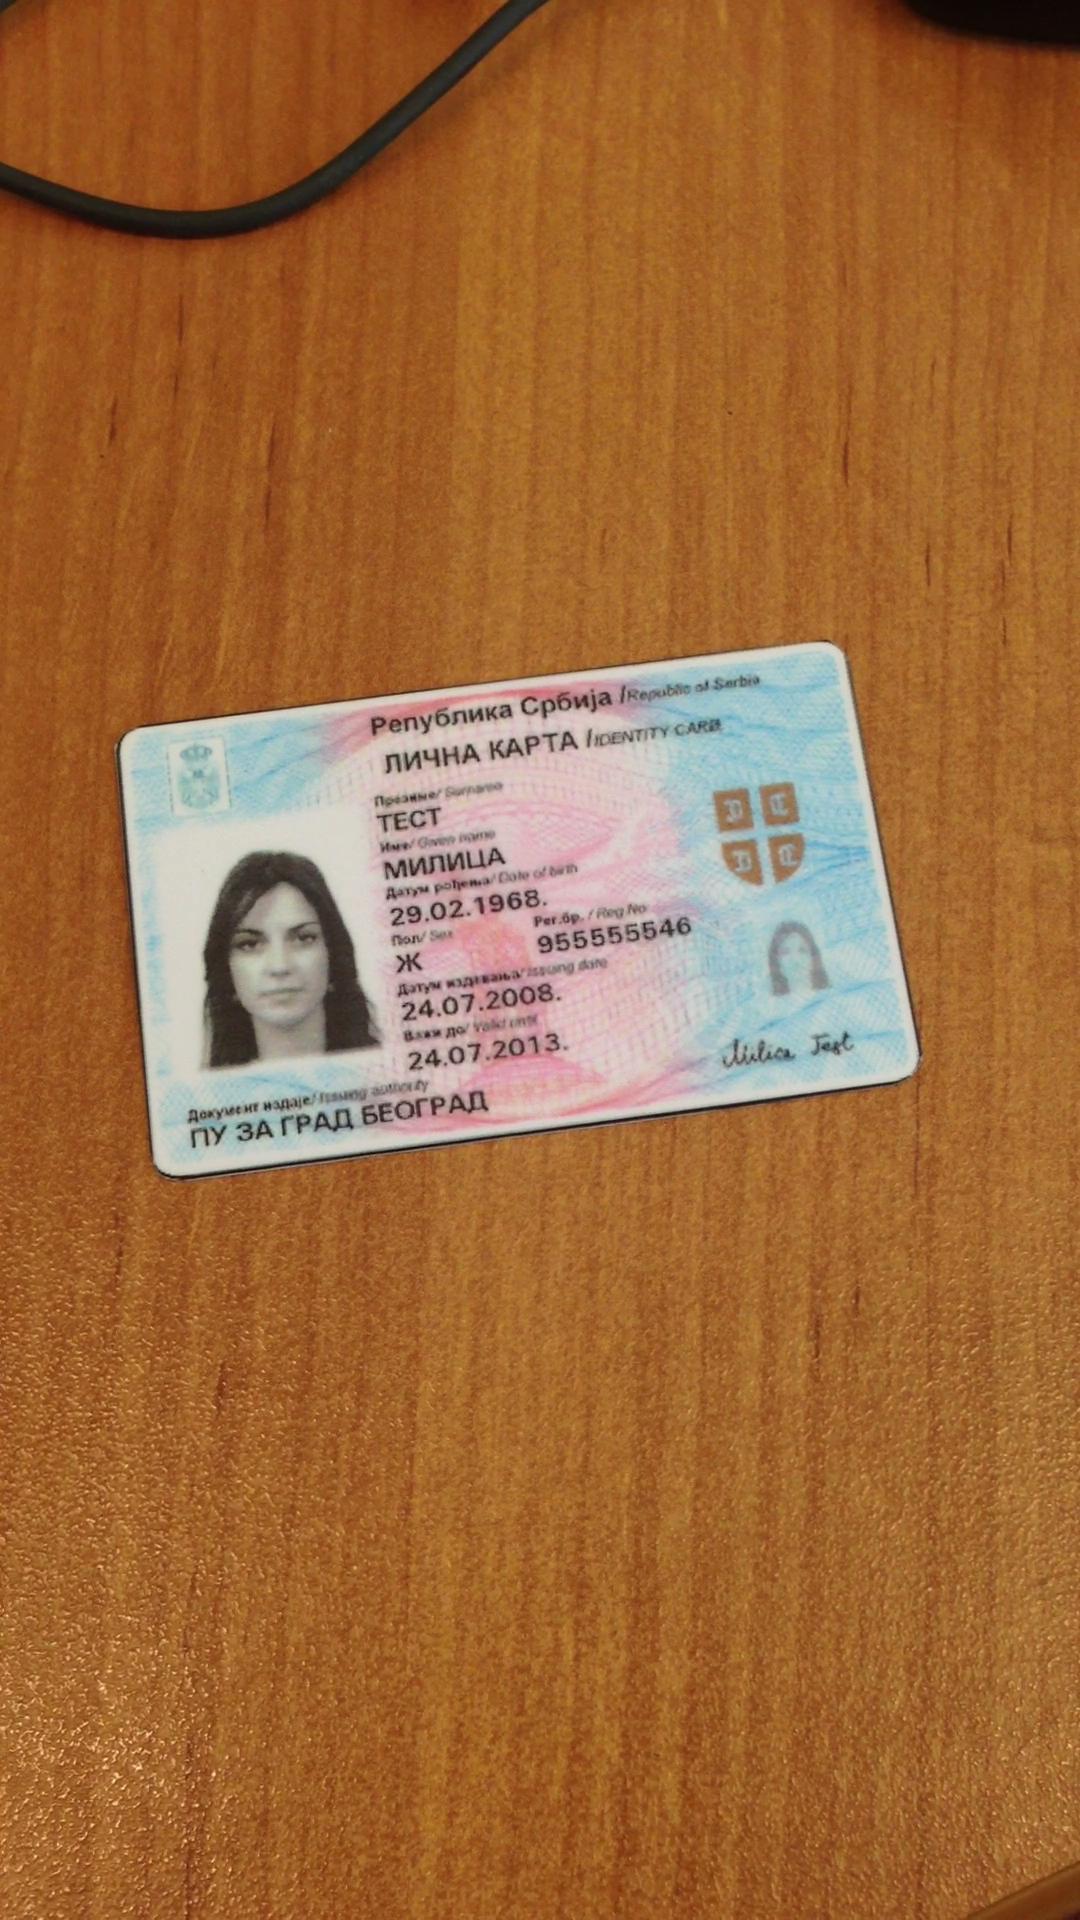 Република Србија /Republic of Serbia
ЛИЧНА КАРТА /IDENTITY CARD
Презиме/ Surname
ТЕСТ
Име/ Given name
МИЛИЦА
Датум рођења/ Date of birth
29.02.1968.
Пол/ Sex
Рег.бр. / Reg No
Ж
955555546
Датум издавања/ Issuing date
24.07.2008.
Важи до/ Valid until
24.07.2013.
Milica Test
Документ издаје/ Issuing authority
ПУ ЗА ГРАД БЕОГРАД